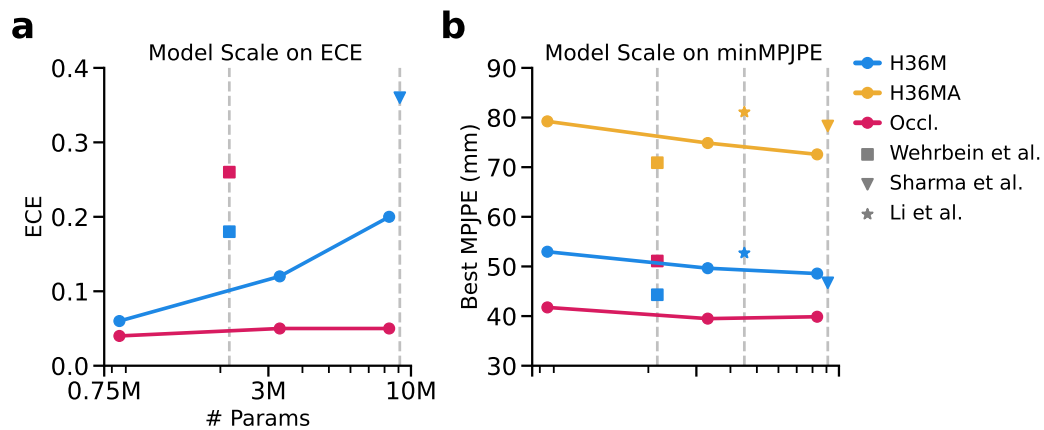 a
Model Scale on ECE
0.4
0.3
0.2
0.1
0.0
ECE
0.75M
3M
10M
# Params
b
Model Scale on minMPJPE
90
80
70
60
50
40
30
Best MPJPE (mm)
H36M
H36MA
Occl.
Wehrbein et al.
Sharma et al.
Li et al.